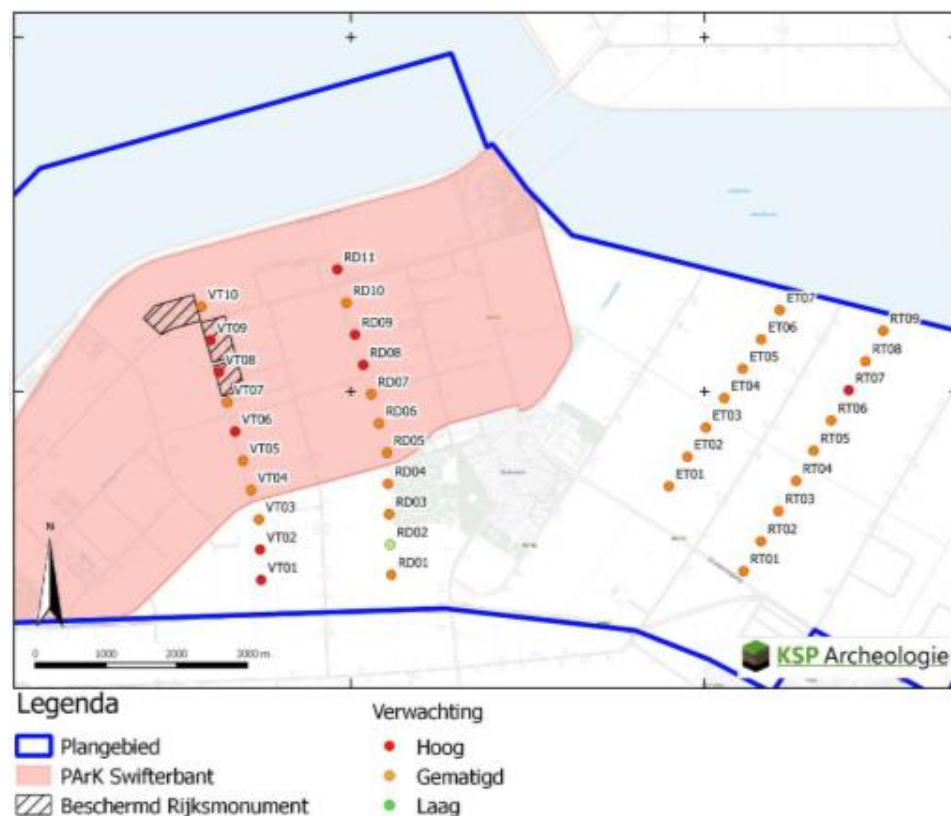 RD11
VT10
RD10
ET07
RT09
VT09
RD09
ET06
RT08
VT08
RD08
ET05
RT07
VT07
RD07
ET04
RT06
VT06
RD06
ET03
RT05
VT05
RD05
ET02
RT04
VT04
RD04
ET01
RT03
VT03
RD03
RT02
VT02
RD02
RT01
VT01
RD01
N
0 1000 2000 3000 m
KSP Archeologie
Legenda
Plangebied
PArK Swifterbant
Beschermd Rijksmonument
Verwachting
Hoog
Gematigd
Laag